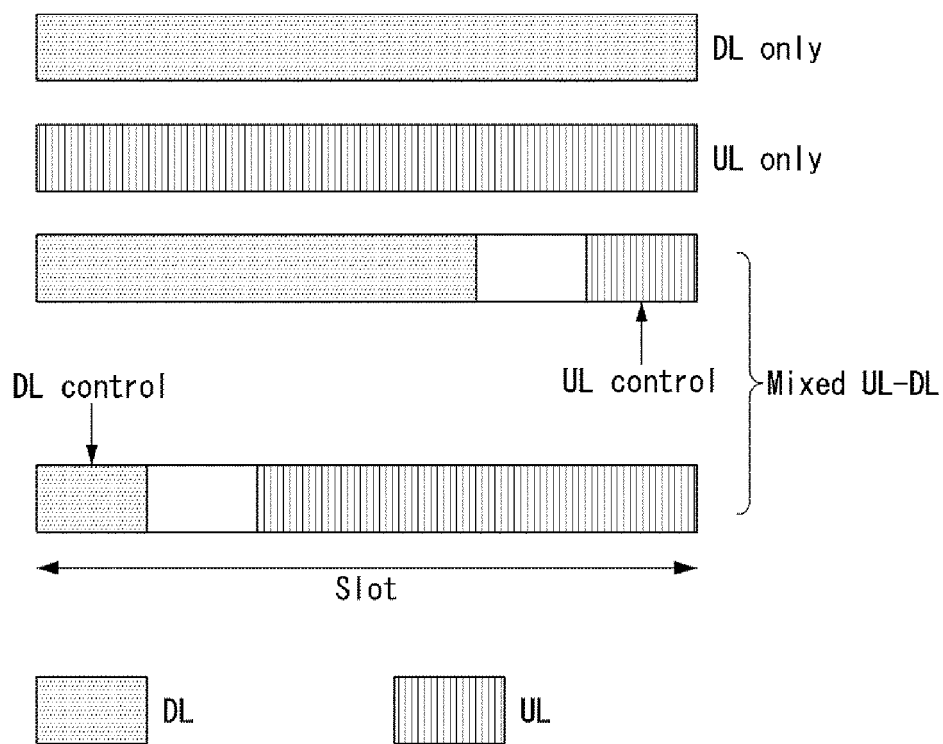 DL only
UL only
DL control
UL control
Mixed UL-DL
Slot
DL
UL